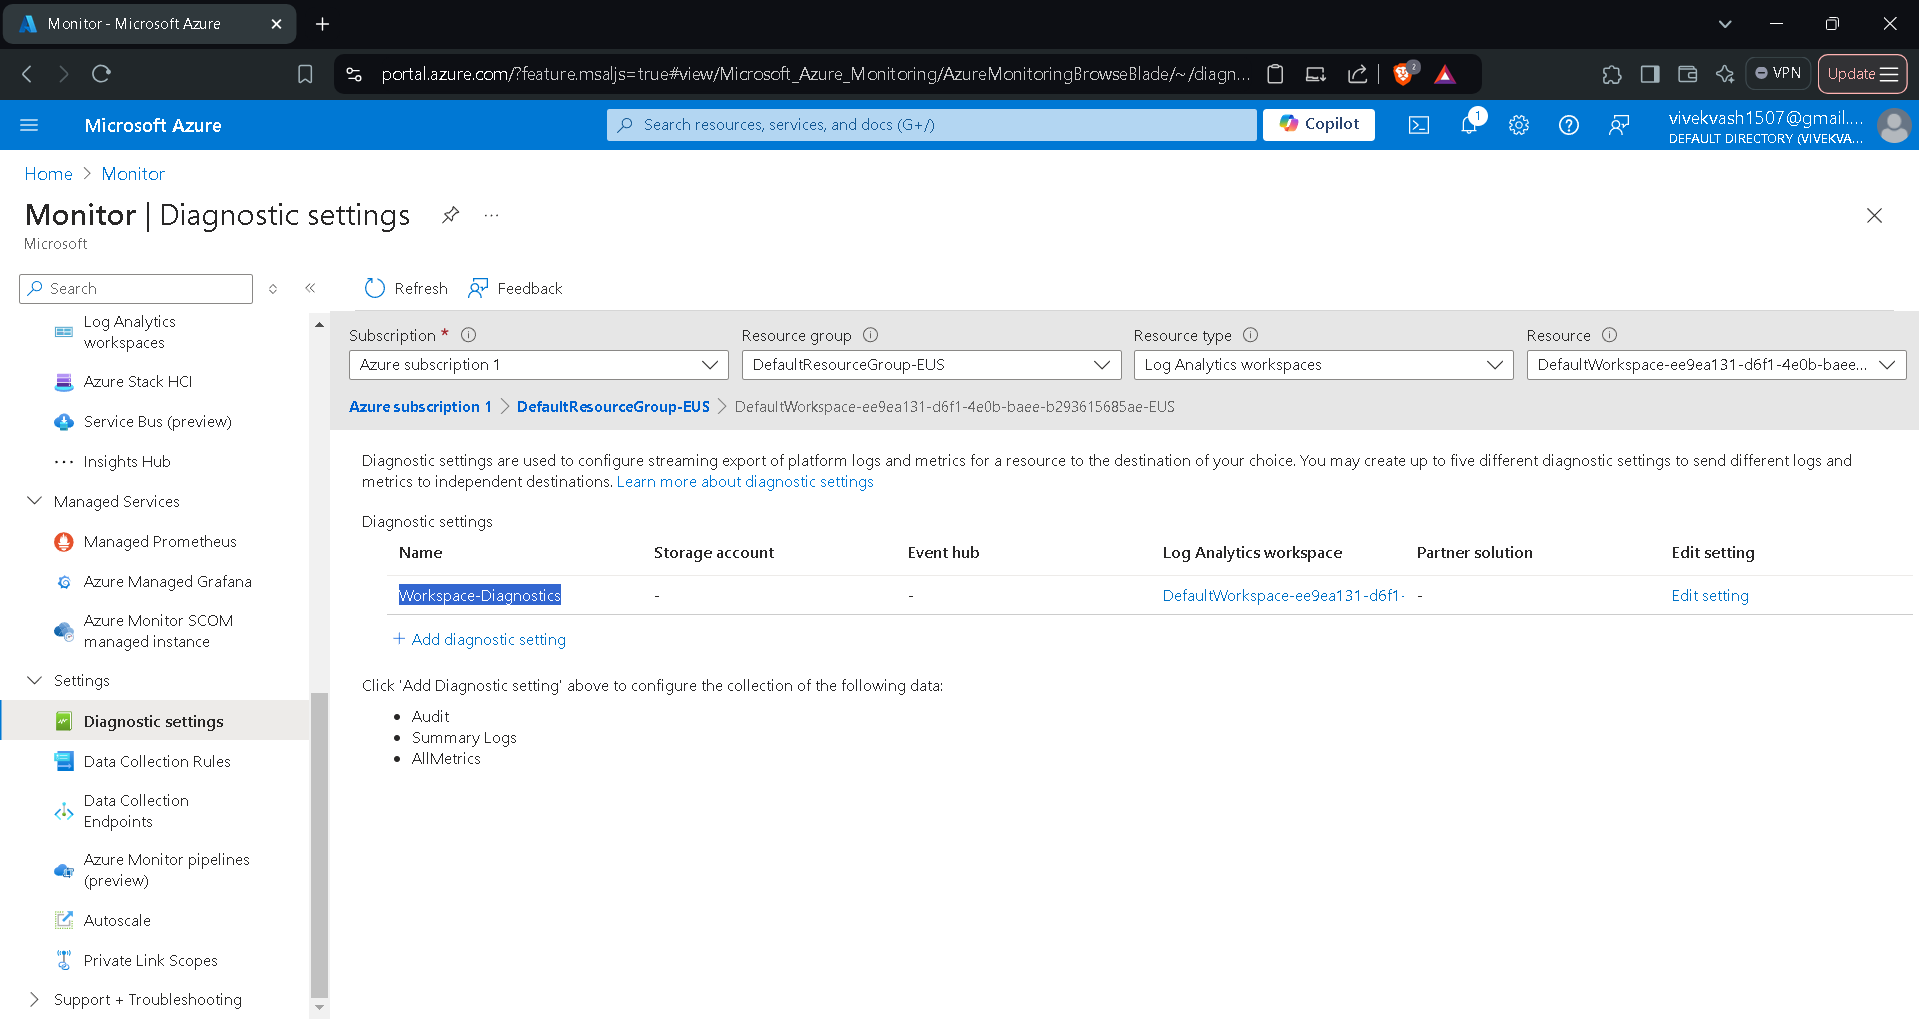 Monitor - Microsoft Azure
portal.azure.com/?feature.msaljs=true#view/Microsoft_Azure_Monitoring/AzureMonitoringBrowseBlade/~/diagn...
2
VPN
Update
Microsoft Azure
Search resources, services, and docs (G+/)
Copilot
1
vivekvash1507@gmail....
DEFAULT DIRECTORY (VIVEKVA...
Home > Monitor
Monitor | Diagnostic settings
...
Microsoft
Search
Refresh
Feedback
Log Analytics
workspaces
Azure Stack HCI
Service Bus (preview)
Insights Hub
Managed Services
Managed Prometheus
Azure Managed Grafana
Azure Monitor SCOM
managed instance
Settings
Diagnostic settings
Data Collection Rules
Data Collection
Endpoints
Azure Monitor pipelines
(preview)
Autoscale
Private Link Scopes
Support + Troubleshooting
Subscription *
Resource group
Resource type
Resource
Azure subscription 1
DefaultResourceGroup-EUS
Log Analytics workspaces
DefaultWorkspace-ee9ea131-d6f1-4e0b-baee...
Azure subscription 1 > DefaultResourceGroup-EUS > DefaultWorkspace-ee9ea131-d6f1-4e0b-baee-b293615685ae-EUS
Diagnostic settings are used to configure streaming export of platform logs and metrics for a resource to the destination of your choice. You may create up to five different diagnostic settings to send different logs and
metrics to independent destinations. Learn more about diagnostic settings
Diagnostic settings
Name Storage account Event hub Log Analytics workspace Partner solution Edit setting
Workspace-Diagnostics - - DefaultWorkspace-ee9ea131-d6f1- - Edit setting
+ Add diagnostic setting
Click 'Add Diagnostic setting' above to configure the collection of the following data:
• Audit
• Summary Logs
• AllMetrics